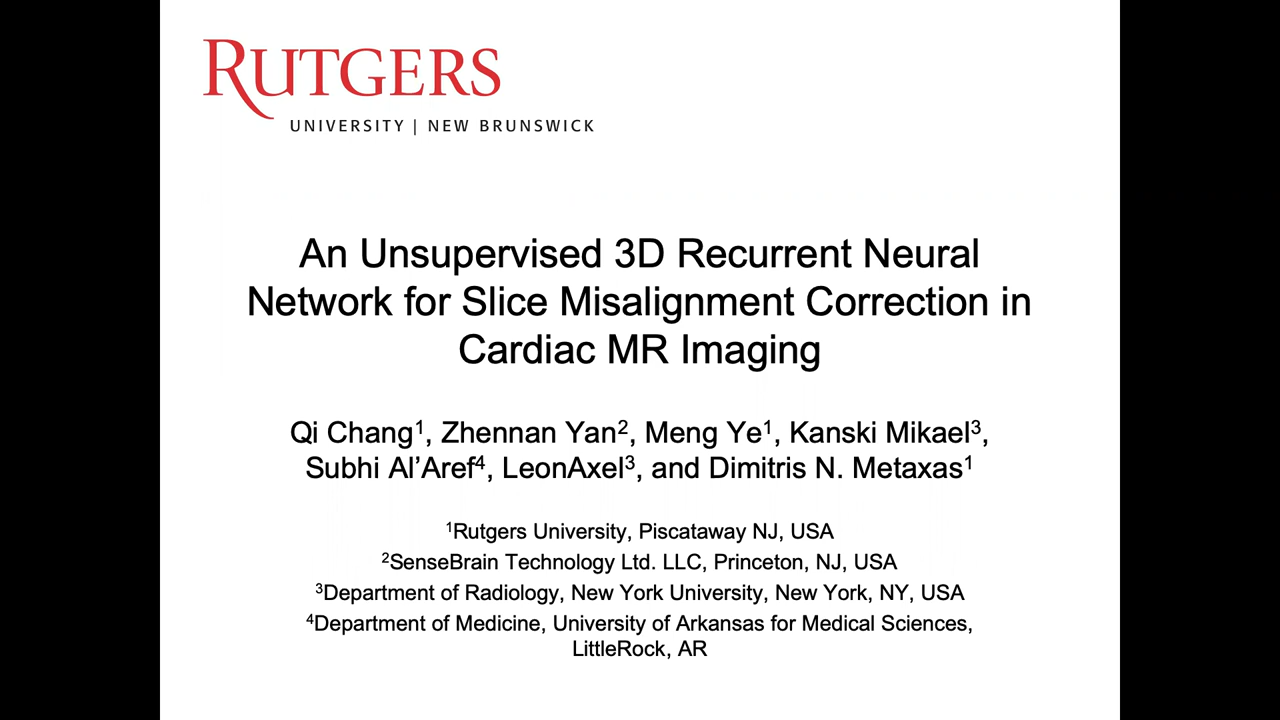 RUTGERS
UNIVERSITY | NEW BRUNSWICK
An Unsupervised 3D Recurrent Neural
Network for Slice Misalignment Correction in
Cardiac MR Imaging
Qi Chang¹, Zhennan Yan², Meng Ye¹, Kanski Mikael³,
Subhi Al’Aref⁴, LeonAxel³, and Dimitris N. Metaxas¹
¹Rutgers University, Piscataway NJ, USA
²SenseBrain Technology Ltd. LLC, Princeton, NJ, USA
³Department of Radiology, New York University, New York, NY, USA
⁴Department of Medicine, University of Arkansas for Medical Sciences,
LittleRock, AR